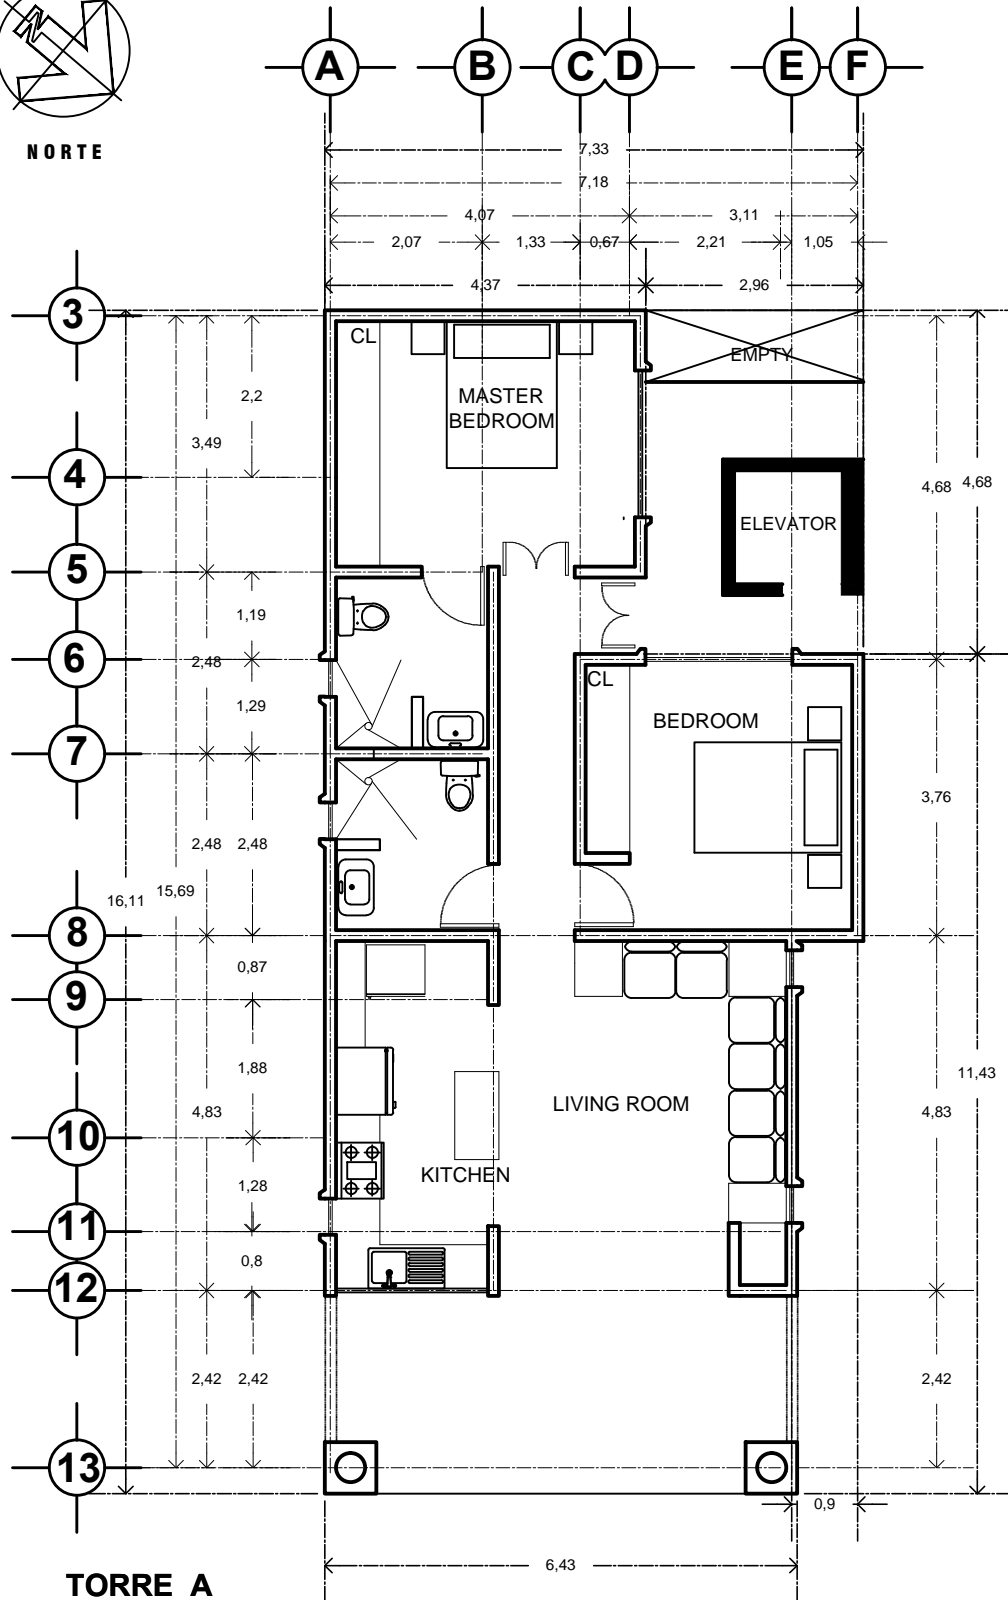 N
NORTE
A B C D E F
7,33
7,18
4,07 3,11
2,07 1,33 0,67 2,21 1,05
4,37 2,96
3
CL
EMPTY
MASTER
BEDROOM
2,2
3,49
4
4,68 4,68
ELEVATOR
5
1,19
6
2,48
CL
1,29
BEDROOM
7
3,76
2,48 2,48
15,69
16,11
8
0,87
9
1,88
11,43
LIVING ROOM
4,83
4,83
10
KITCHEN
1,28
11
0,8
12
2,42 2,42
2,42
13
0,9
6,43
TORRE A